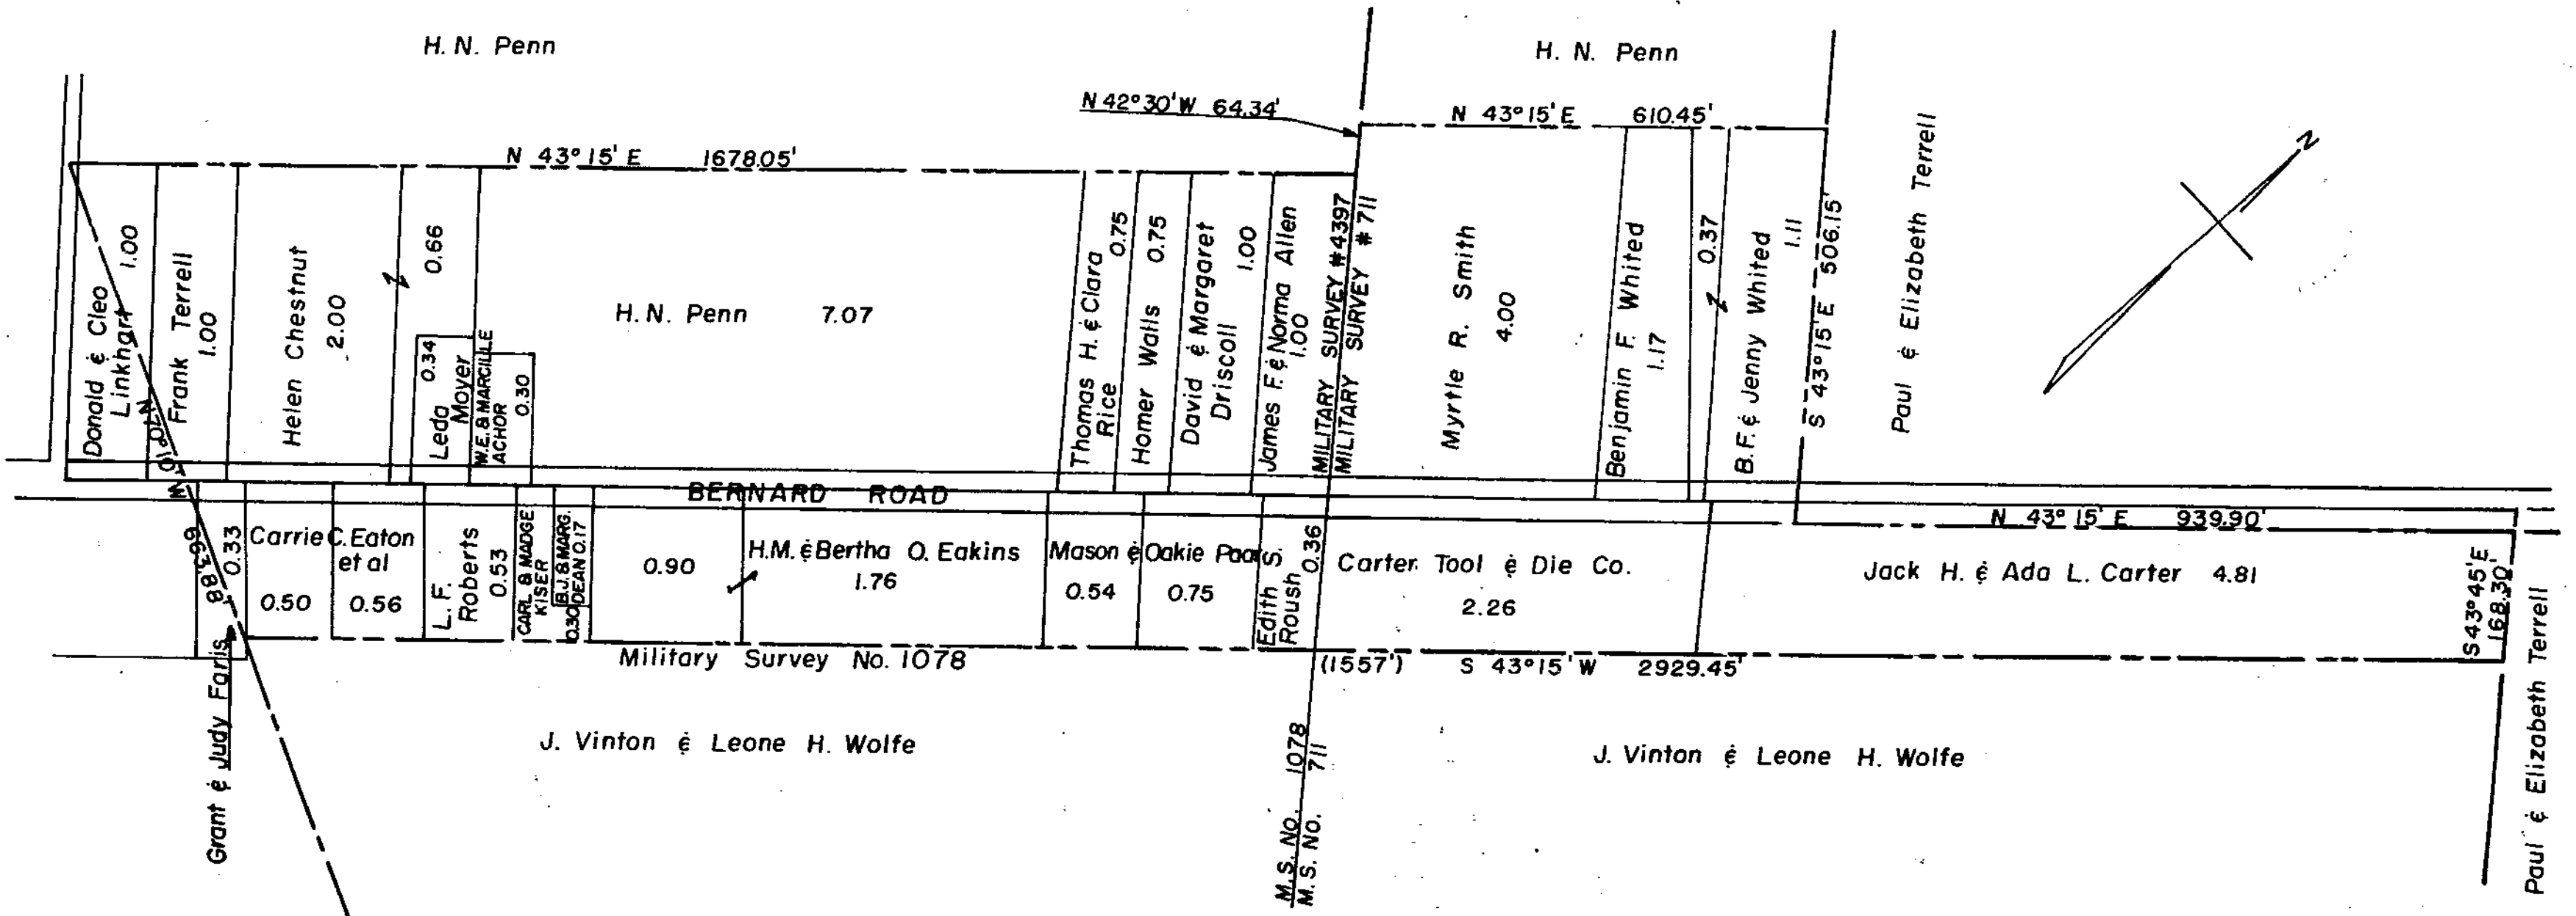 H. N. Penn
H. N. Penn
N 42°30' W 64.34'
N 43°15' E 610.45'
N 43°15' E 1678.05'
Paul & Elizabeth Terrell
S 43°15' E 506.15'
N
Donald & Cleo
Linkhart 1.00
Frank Terrell
1.00
Helen Chestnut
2.00
0.66
Leda
Moyer
0.34
W.E. & MARCILLE
ACHOR
0.30
H.N. Penn 7.07
Thomas H. & Clara
Rice 0.75
Homer Walls 0.75
David & Margaret
Driscoll 1.00
James F. & Norma Allen
1.00
MILITARY SURVEY #4397
MILITARY SURVEY #711
Myrtle R. Smith
4.00
Benjamin F. Whited
1.17
0.37
B.F. & Jenny Whited
1.11
N 70°10' W
663.88
BERNARD ROAD
N 43° 15' E 939.90'
0.33
Carrie C. Eaton
et al
0.50
0.56
L. F.
Roberts
0.53
CARL & MADGE
KISER
0.30
B.J. & MARG.
DEAN 0.17
0.90
H.M. & Bertha O. Eakins
1.76
Mason & Oakie Paar
0.54
0.75
Edith S.
Roush 0.36
Carter Tool & Die Co.
2.26
Jack H. & Ada L. Carter 4.81
S 43°45' E
168.30'
Military Survey No. 1078
(1557') S 43°15' W 2929.45'
Grant & Judy Faris
J. Vinton & Leone H. Wolfe
M.S. No. 1078
M.S. No. 711
J. Vinton & Leone H. Wolfe
Paul & Elizabeth Terrell